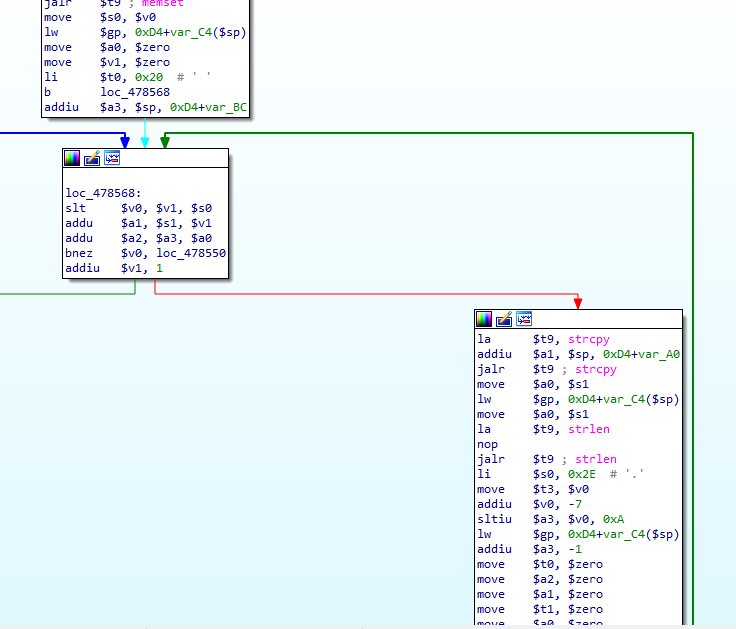 jalr    $t9 ; memset
move    $s0, $v0
lw      $gp, 0xD4+var_C4($sp)
move    $a0, $zero
move    $v1, $zero
li      $t0, 0x20  # ' '
b       loc_478568
addiu   $a3, $sp, 0xD4+var_BC
loc_478568:
slt     $v0, $v1, $s0
addu    $a1, $s1, $v1
addu    $a2, $a3, $a0
bnez    $v0, loc_478550
addiu   $v1, 1
la      $t9, strcpy
addiu   $a1, $sp, 0xD4+var_A0
jalr    $t9 ; strcpy
move    $a0, $s1
lw      $gp, 0xD4+var_C4($sp)
move    $a0, $s1
la      $t9, strlen
nop
jalr    $t9 ; strlen
li      $s0, 0x2E  # '.'
move    $t3, $v0
addiu   $v0, -7
sltiu   $a3, $v0, 0xA
lw      $gp, 0xD4+var_C4($sp)
addiu   $a3, -1
move    $t0, $zero
move    $a2, $zero
move    $a1, $zero
move    $t1, $zero
move    $a0, $zero